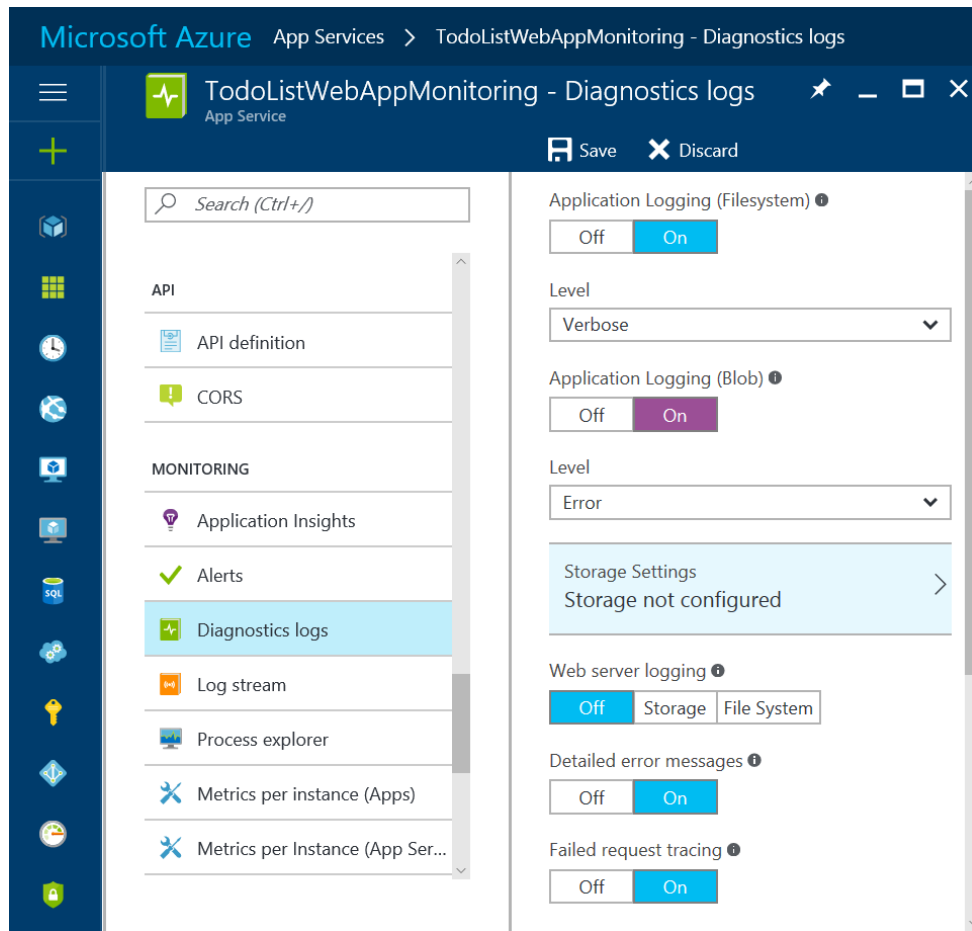 Microsoft Azure App Services > TodoListWebAppMonitoring - Diagnostics logs
TodoListWebAppMonitoring - Diagnostics logs
App Service
Save Discard
Search (Ctrl+/)
API
API definition
CORS
MONITORING
Application Insights
Alerts
Diagnostics logs
Log stream
Process explorer
Metrics per instance (Apps)
Metrics per Instance (App Ser...
SQL
Application Logging (Filesystem)
Off On
Level
Verbose
Application Logging (Blob)
Off On
Level
Error
Storage Settings
Storage not configured
Web server logging
Off Storage File System
Detailed error messages
Off On
Failed request tracing
Off On